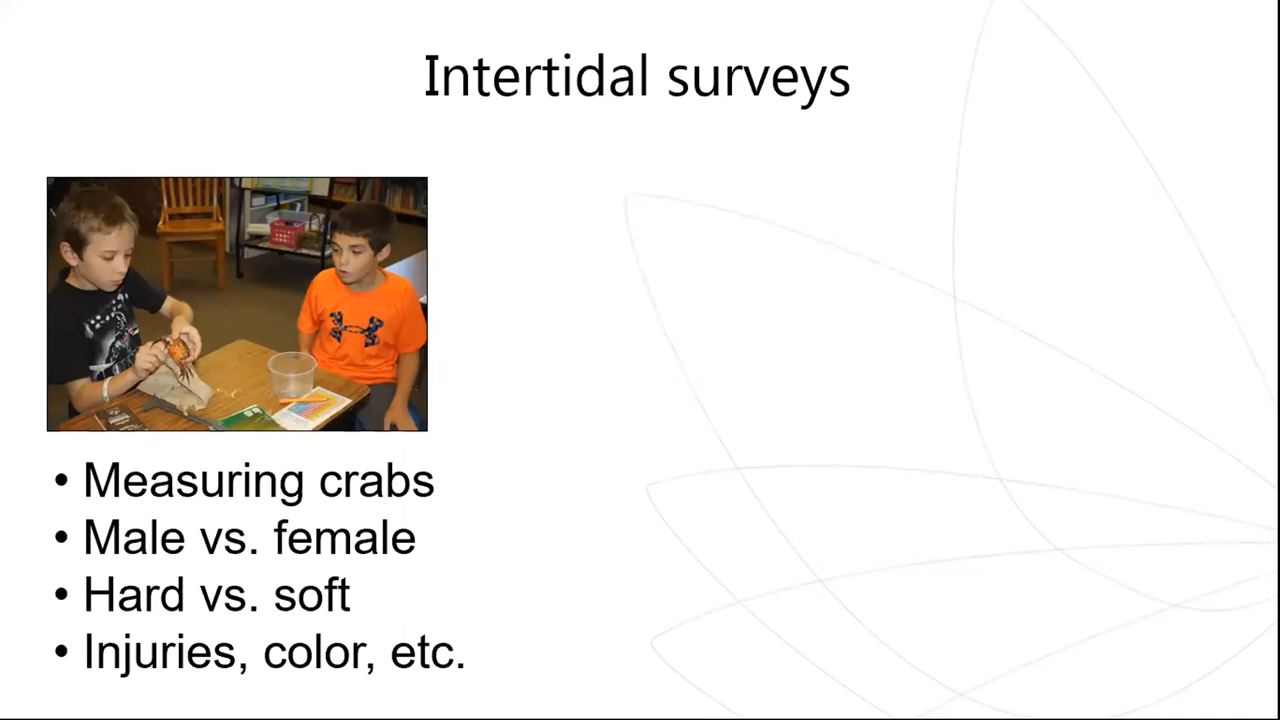 Intertidal surveys
• Measuring crabs
• Male vs. female
• Hard vs. soft
• Injuries, color, etc.